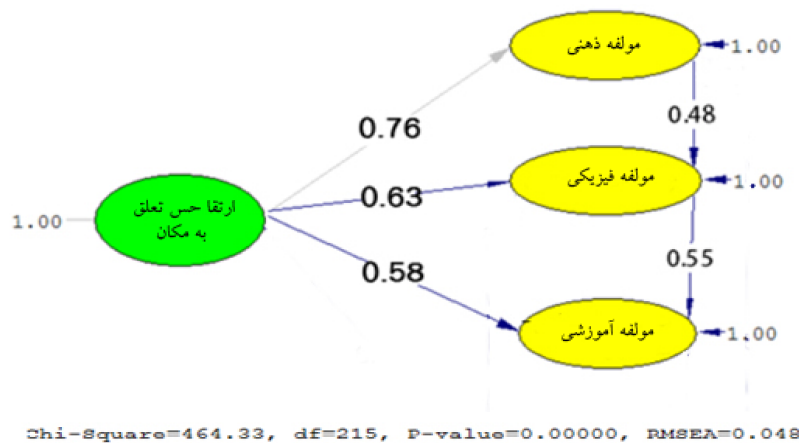 مولفه ذهنی
1.00
0.48
0.76
مولفه فیزیکی
1.00
0.63
ارتقا حس تعلق
به مکان
1.00
0.55
0.58
مولفه آموزشی
1.00
Chi-Square=464.33, df=215, P-value=0.00000, RMSEA=0.048